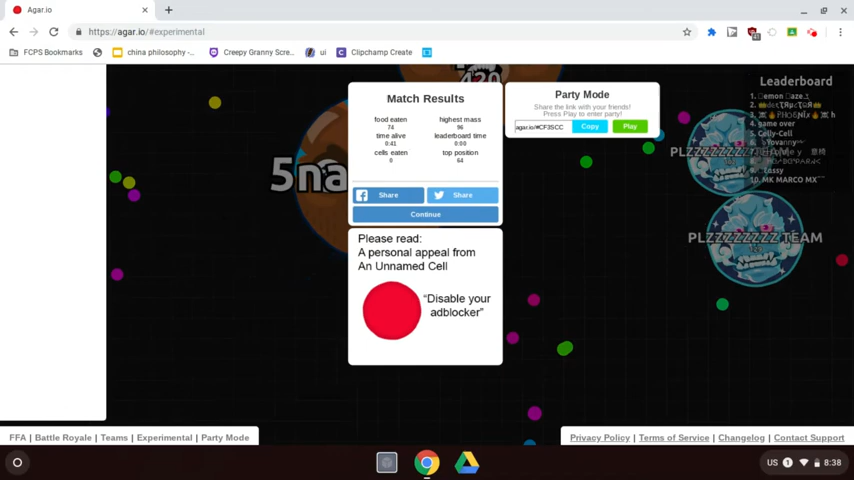 Agar.io
https://agar.io/#experimental
FCPS Bookmarks
china philosophy -...
Creepy Granny Scre...
ui
Clipchamp Create
420
Match Results
food eaten
74
highest mass
96
time alive
0:41
leaderboard time
0:00
cells eaten
0
top position
64
Share
Share
Continue
Party Mode
Share the link with your friends!
Press Play to enter party!
agar.io/#CF3SCC
Copy
Play
Leaderboard
4. game over
5. Celly-Cell
10. MK MARCO MX
5na
PLZZZZZZZZ TEAM
Please read:
A personal appeal from
An Unnamed Cell
"Disable your
adblocker"
FFA | Battle Royale | Teams | Experimental | Party Mode
Privacy Policy | Terms of Service | Changelog | Contact Support
US 1 8:38